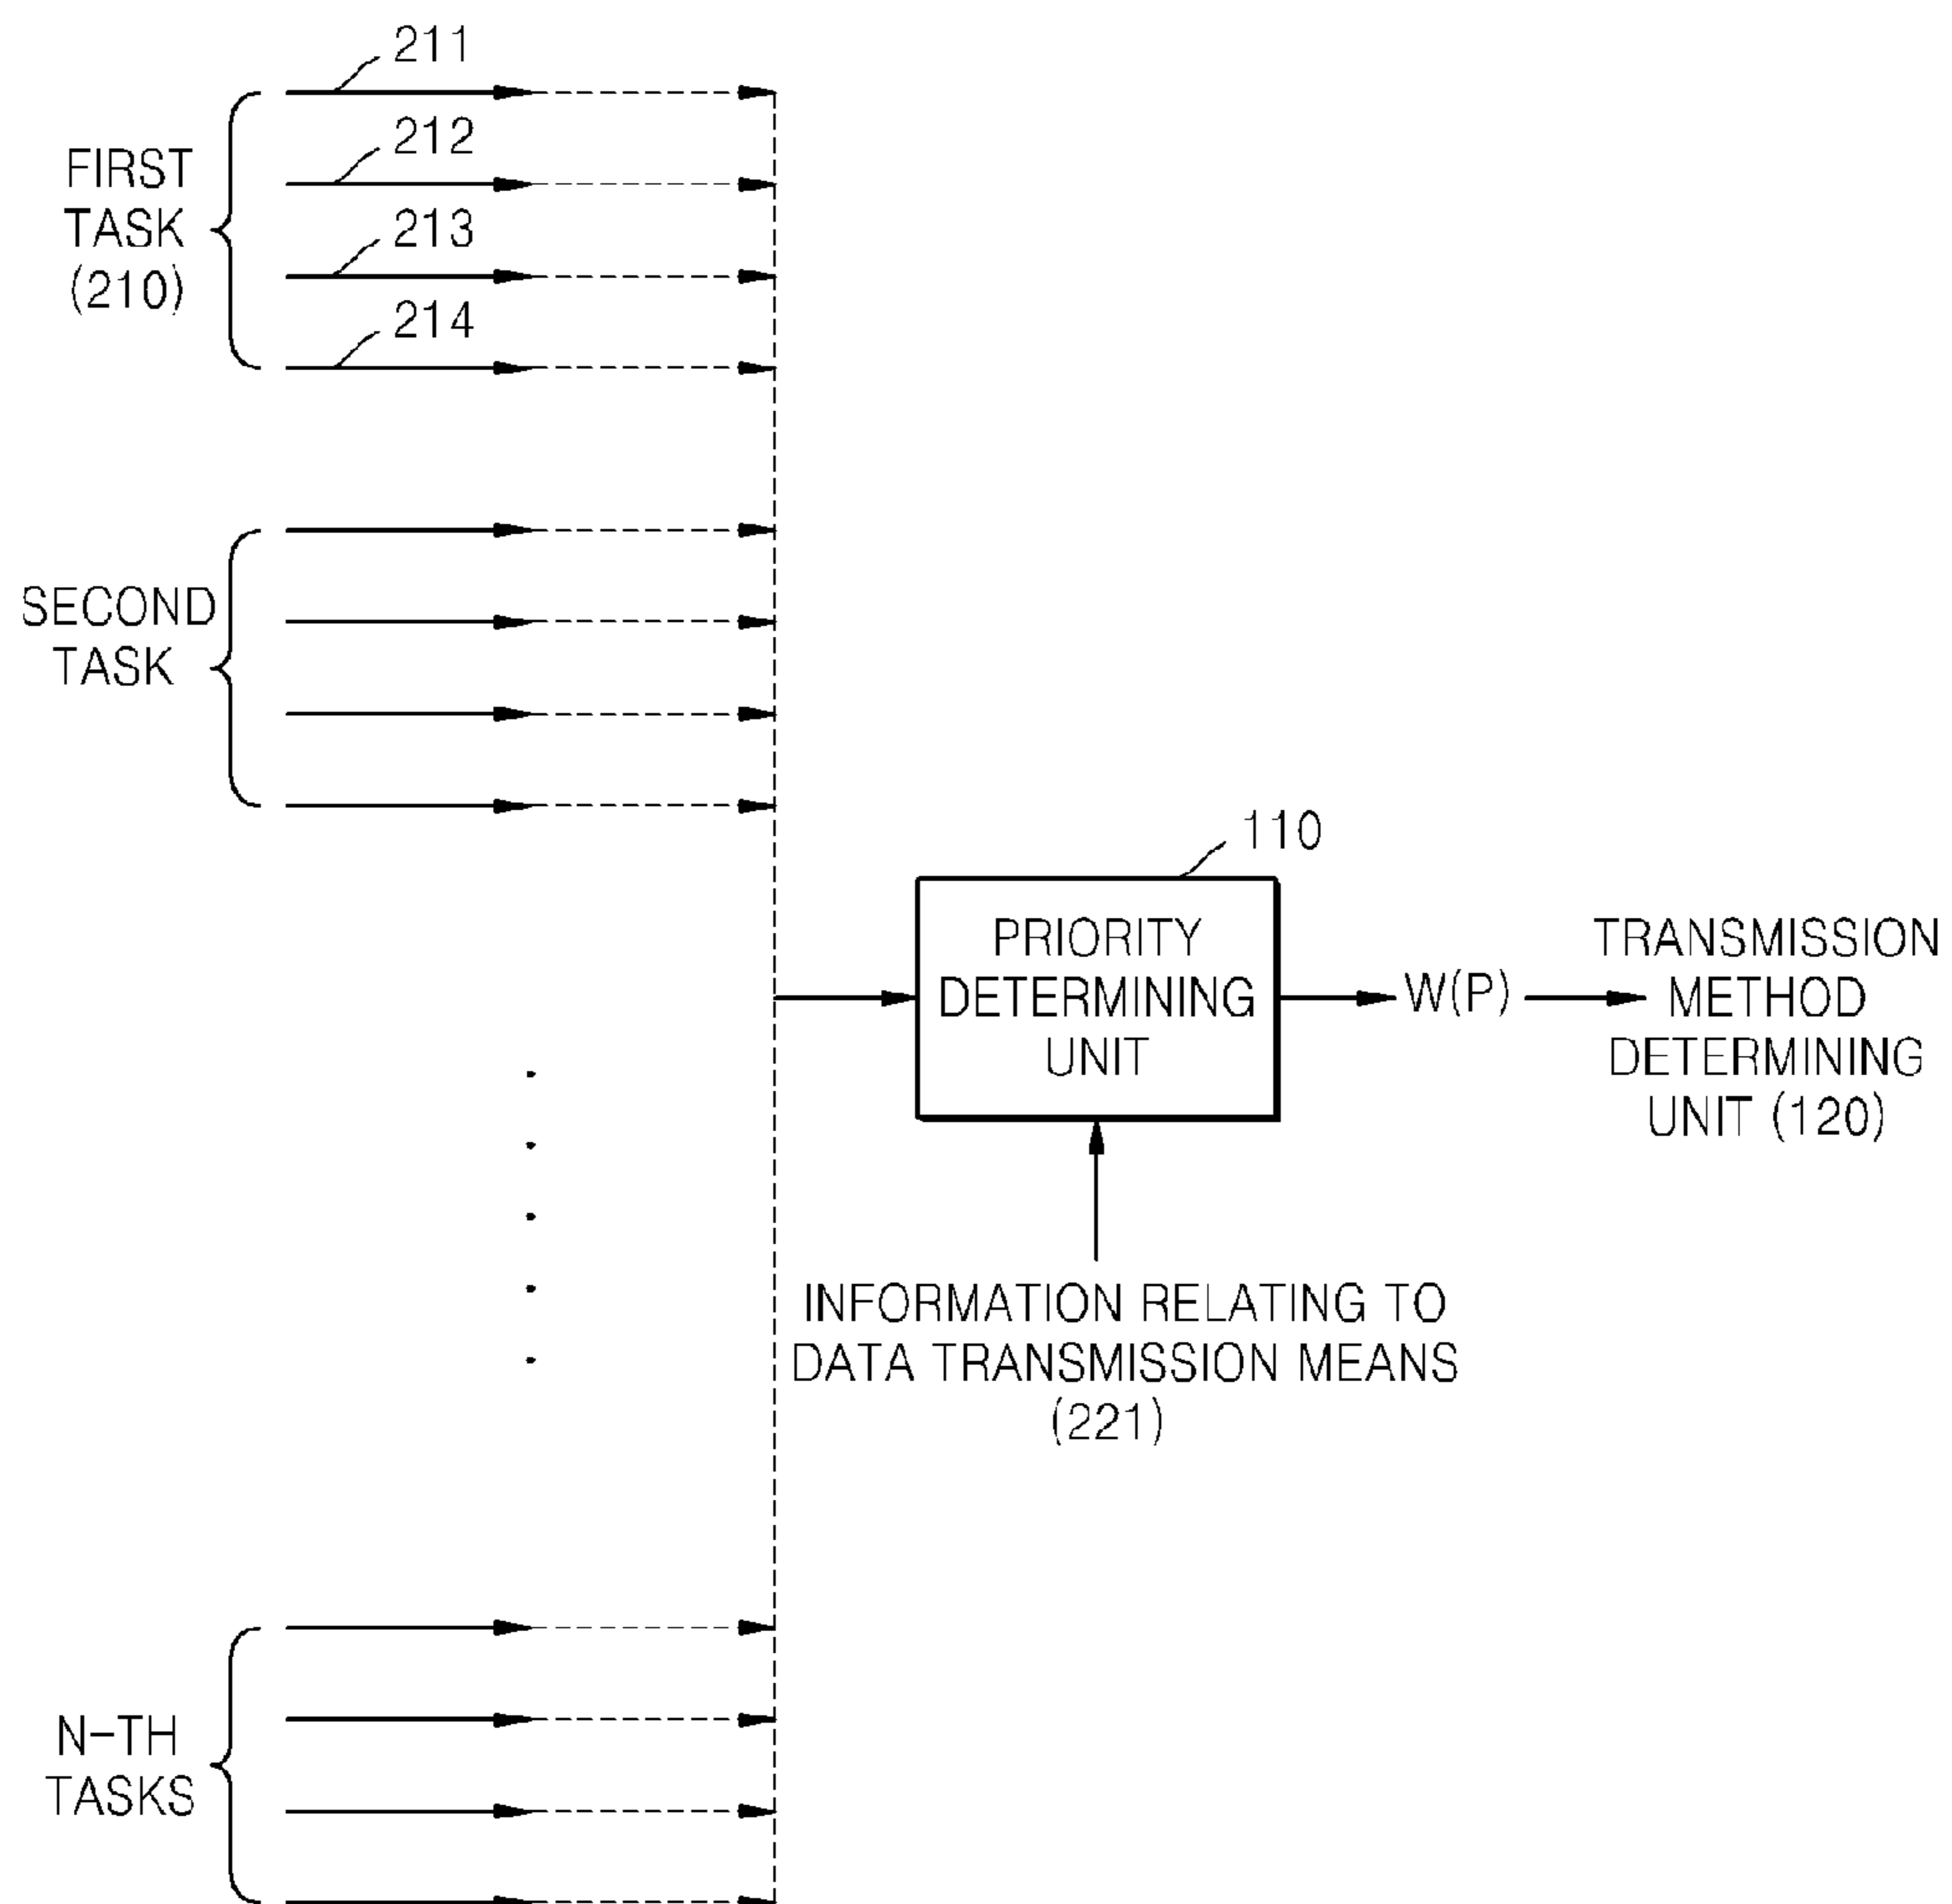 211
212
FIRST
TASK
(210)
213
214
SECOND
TASK
110
PRIORITY
DETERMINING
UNIT
W(P)
TRANSMISSION
METHOD
DETERMINING
UNIT (120)
INFORMATION RELATING TO
DATA TRANSMISSION MEANS
(221)
N-TH
TASKS